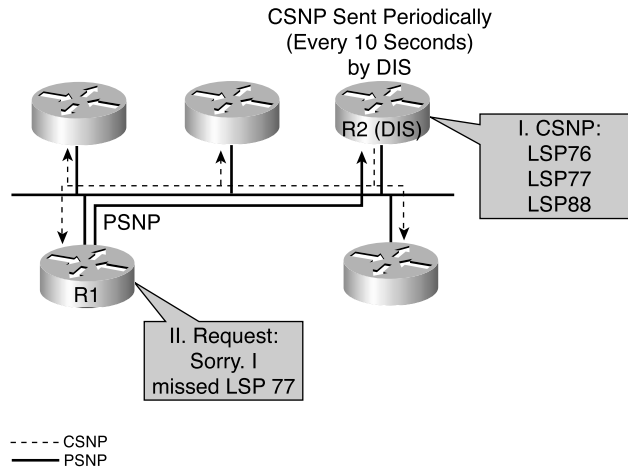 CSNP Sent Periodically
(Every 10 Seconds)
by DIS
R2 (DIS)
I. CSNP:
LSP76
LSP77
LSP88
PSNP
R1
II. Request:
Sorry. I
missed LSP 77
CSNP
PSNP